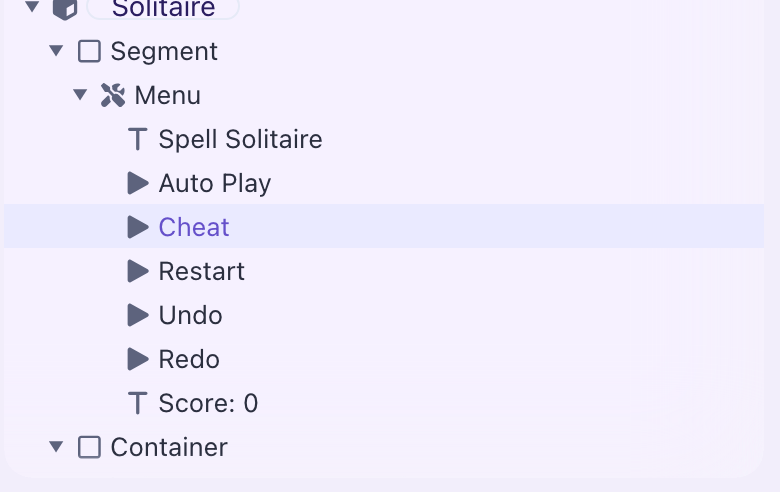 Solitaire
Segment
Menu
Spell Solitaire
Auto Play
Cheat
Restart
Undo
Redo
Score: 0
Container